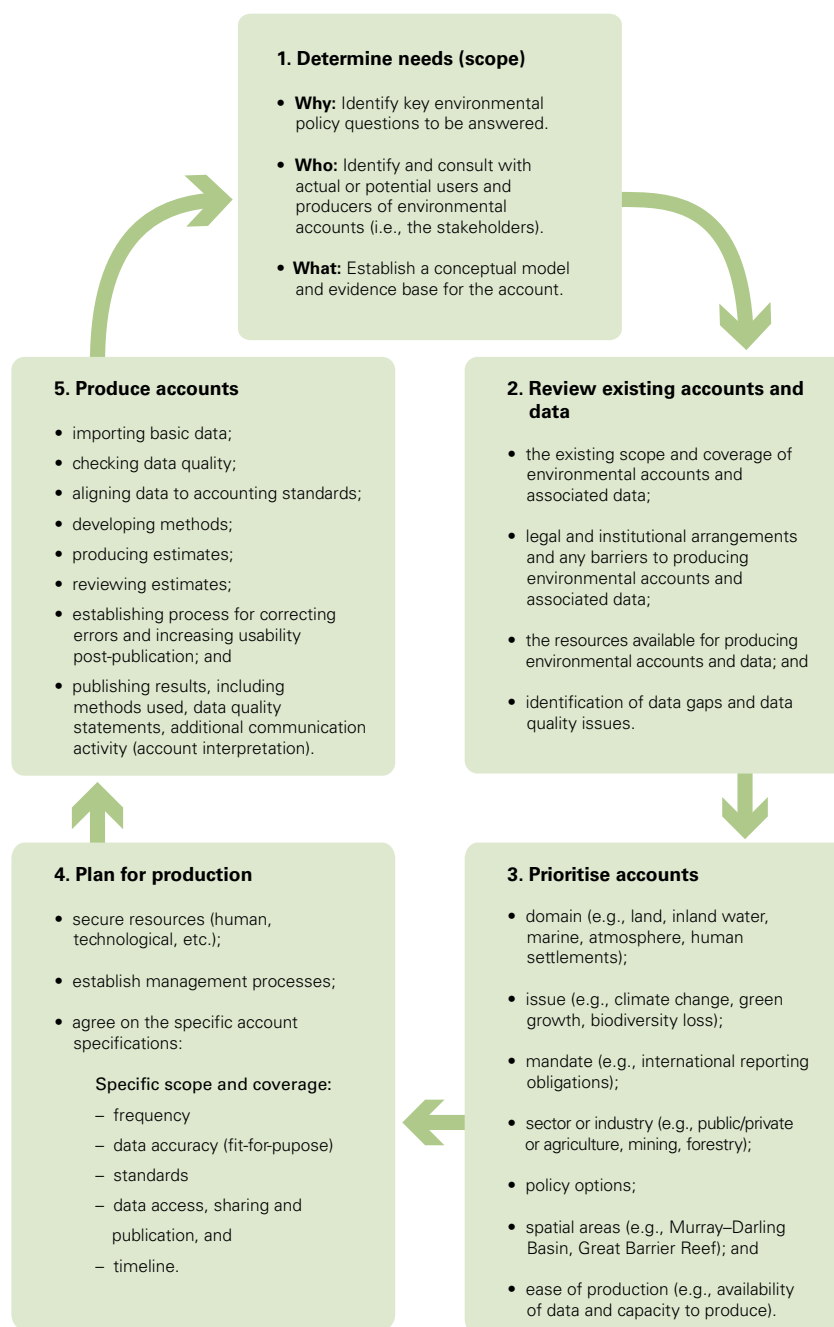 1. Determine needs (scope)
• Why: Identify key environmental
policy questions to be answered.
• Who: Identify and consult with
actual or potential users and
producers of environmental
accounts (i.e., the stakeholders).
• What: Establish a conceptual model
and evidence base for the account.
2. Review existing accounts and
data
• the existing scope and coverage of
environmental accounts and
associated data;
• legal and institutional arrangements
and any barriers to producing
environmental accounts and
associated data;
• the resources available for producing
environmental accounts and data; and
• identification of data gaps and data
quality issues.
3. Prioritise accounts
• domain (e.g., land, inland water,
marine, atmosphere, human
settlements);
• issue (e.g., climate change, green
growth, biodiversity loss);
• mandate (e.g., international reporting
obligations);
• sector or industry (e.g., public/private
or agriculture, mining, forestry);
• policy options;
• spatial areas (e.g., Murray–Darling
Basin, Great Barrier Reef); and
• ease of production (e.g., availability
of data and capacity to produce).
4. Plan for production
• secure resources (human,
technological, etc.);
• establish management processes;
• agree on the specific account
specifications:
Specific scope and coverage:
– frequency
– data accuracy (fit-for-pupose)
– standards
– data access, sharing and
publication, and
– timeline.
5. Produce accounts
• importing basic data;
• checking data quality;
• aligning data to accounting standards;
• developing methods;
• producing estimates;
• reviewing estimates;
• establishing process for correcting
errors and increasing usability
post-publication; and
• publishing results, including
methods used, data quality
statements, additional communication
activity (account interpretation).